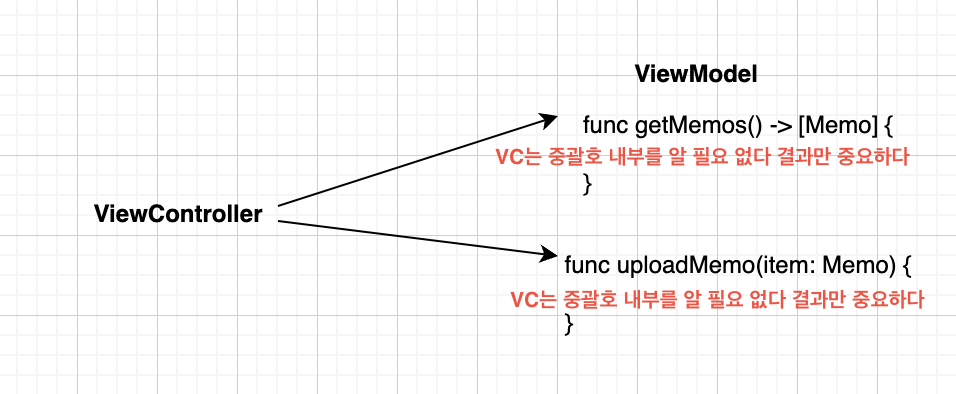 ViewModel
func getMemos() -> [Memo] {
VC는 중괄호 내부를 알 필요 없다 결과만 중요하다
}
ViewController
func uploadMemo(item: Memo) {
VC는 중괄호 내부를 알 필요 없다 결과만 중요하다
}